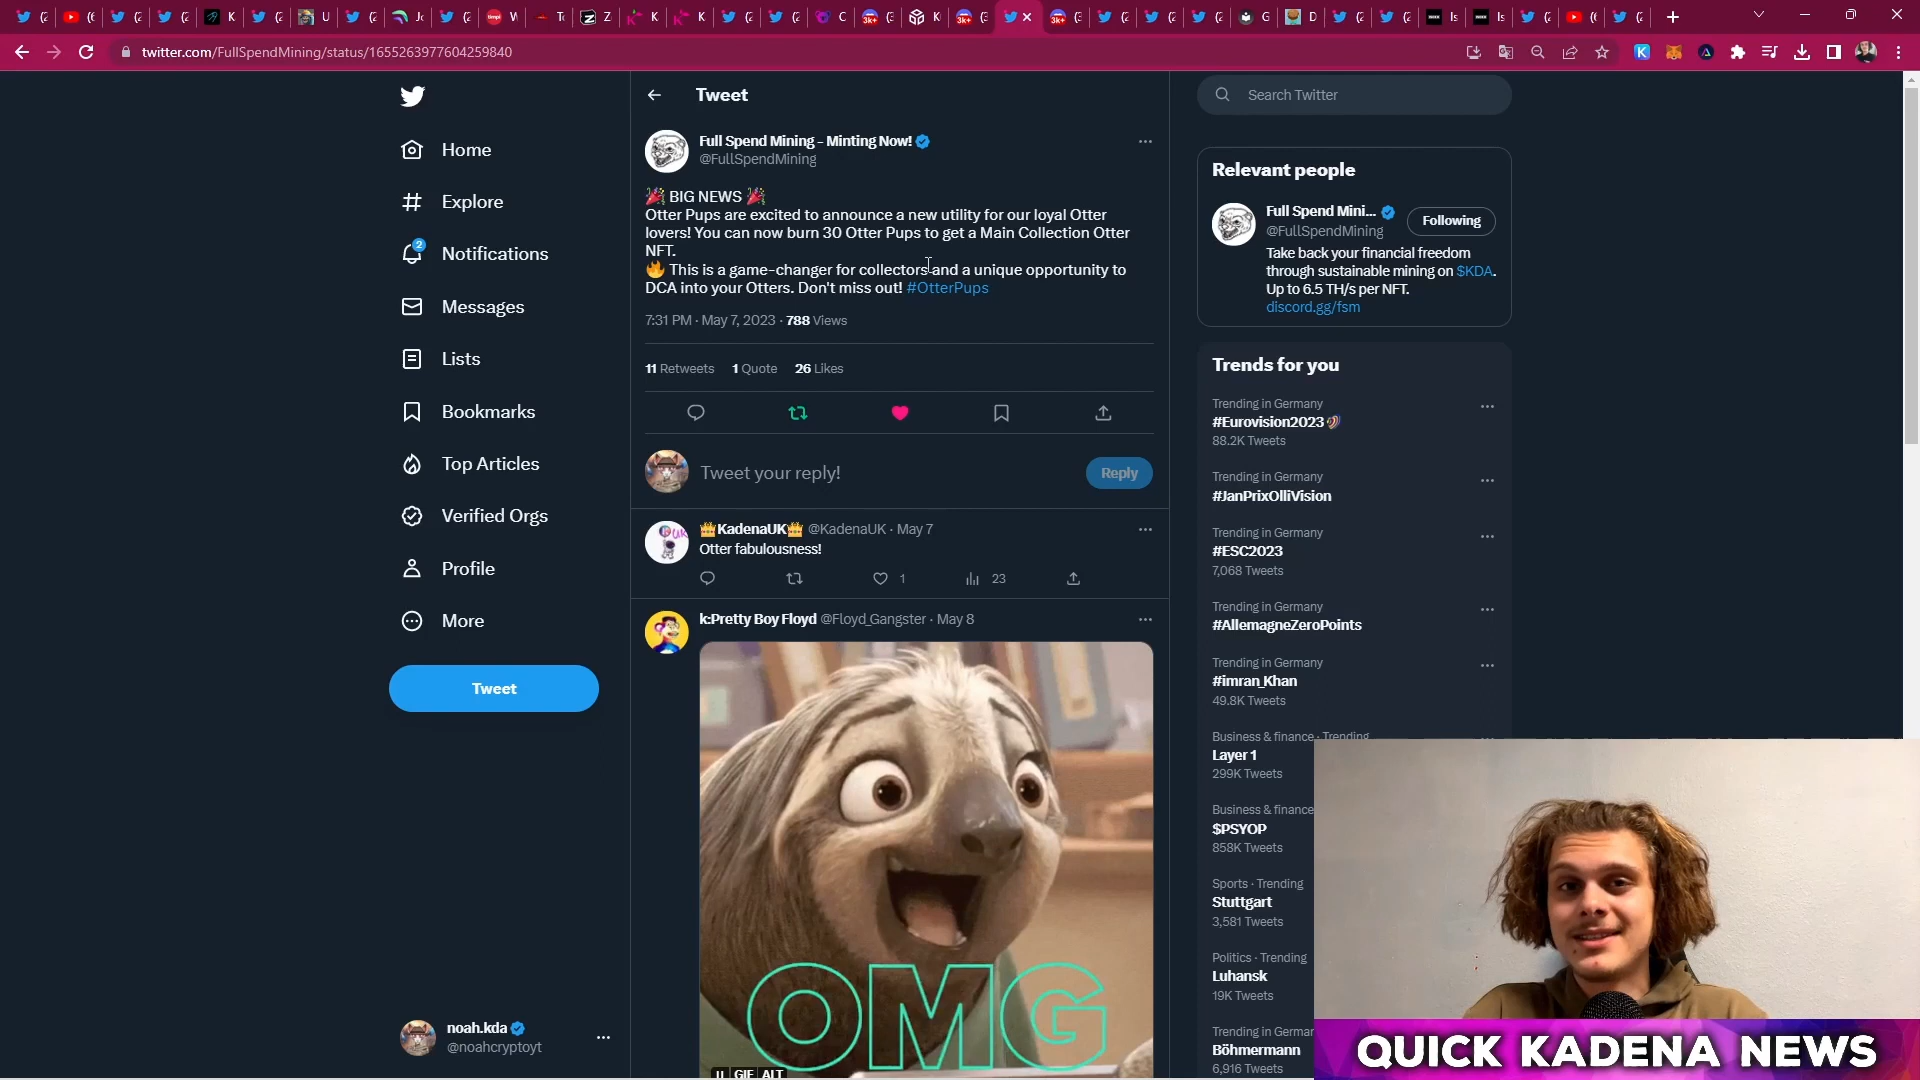 twitter.com/FullSpendMining/status/1655263977604259840
Home
Explore
2
Notifications
Messages
Lists
Bookmarks
Top Articles
Verified Orgs
Profile
More
Tweet
noah.kda
@noahcryptoyt
Tweet
Full Spend Mining - Minting Now!
@FullSpendMining
🎉 BIG NEWS 🎉
Otter Pups are excited to announce a new utility for our loyal Otter
lovers! You can now burn 30 Otter Pups to get a Main Collection Otter
NFT.
🔥 This is a game-changer for collectors and a unique opportunity to
DCA into your Otters. Don't miss out! #OtterPups
7:31 PM · May 7, 2023 · 788 Views
11 Retweets 1 Quote 26 Likes
Tweet your reply!
Reply
👑KadenaUK👑 @KadenaUK · May 7
Otter fabulousness!
1 23
k:Pretty Boy Floyd @Floyd_Gangster · May 8
OMG
GIF ALT
Search Twitter
Relevant people
Full Spend Mini...
@FullSpendMining
Following
Take back your financial freedom
through sustainable mining on $KDA.
Up to 6.5 TH/s per NFT.
discord.gg/fsm
Trends for you
Trending in Germany
#Eurovision2023
88.2K Tweets
Trending in Germany
#JanPrixOlliVision
Trending in Germany
#ESC2023
7,068 Tweets
Trending in Germany
#AllemagneZeroPoints
Trending in Germany
#imran_Khan
49.8K Tweets
Business & finance · Trending
Layer 1
299K Tweets
Business & finance
$PSYOP
858K Tweets
Sports · Trending
Stuttgart
3,581 Tweets
Politics · Trending
Luhansk
19K Tweets
Trending in German
Böhmermann
6,916 Tweets
QUICK KADENA NEWS